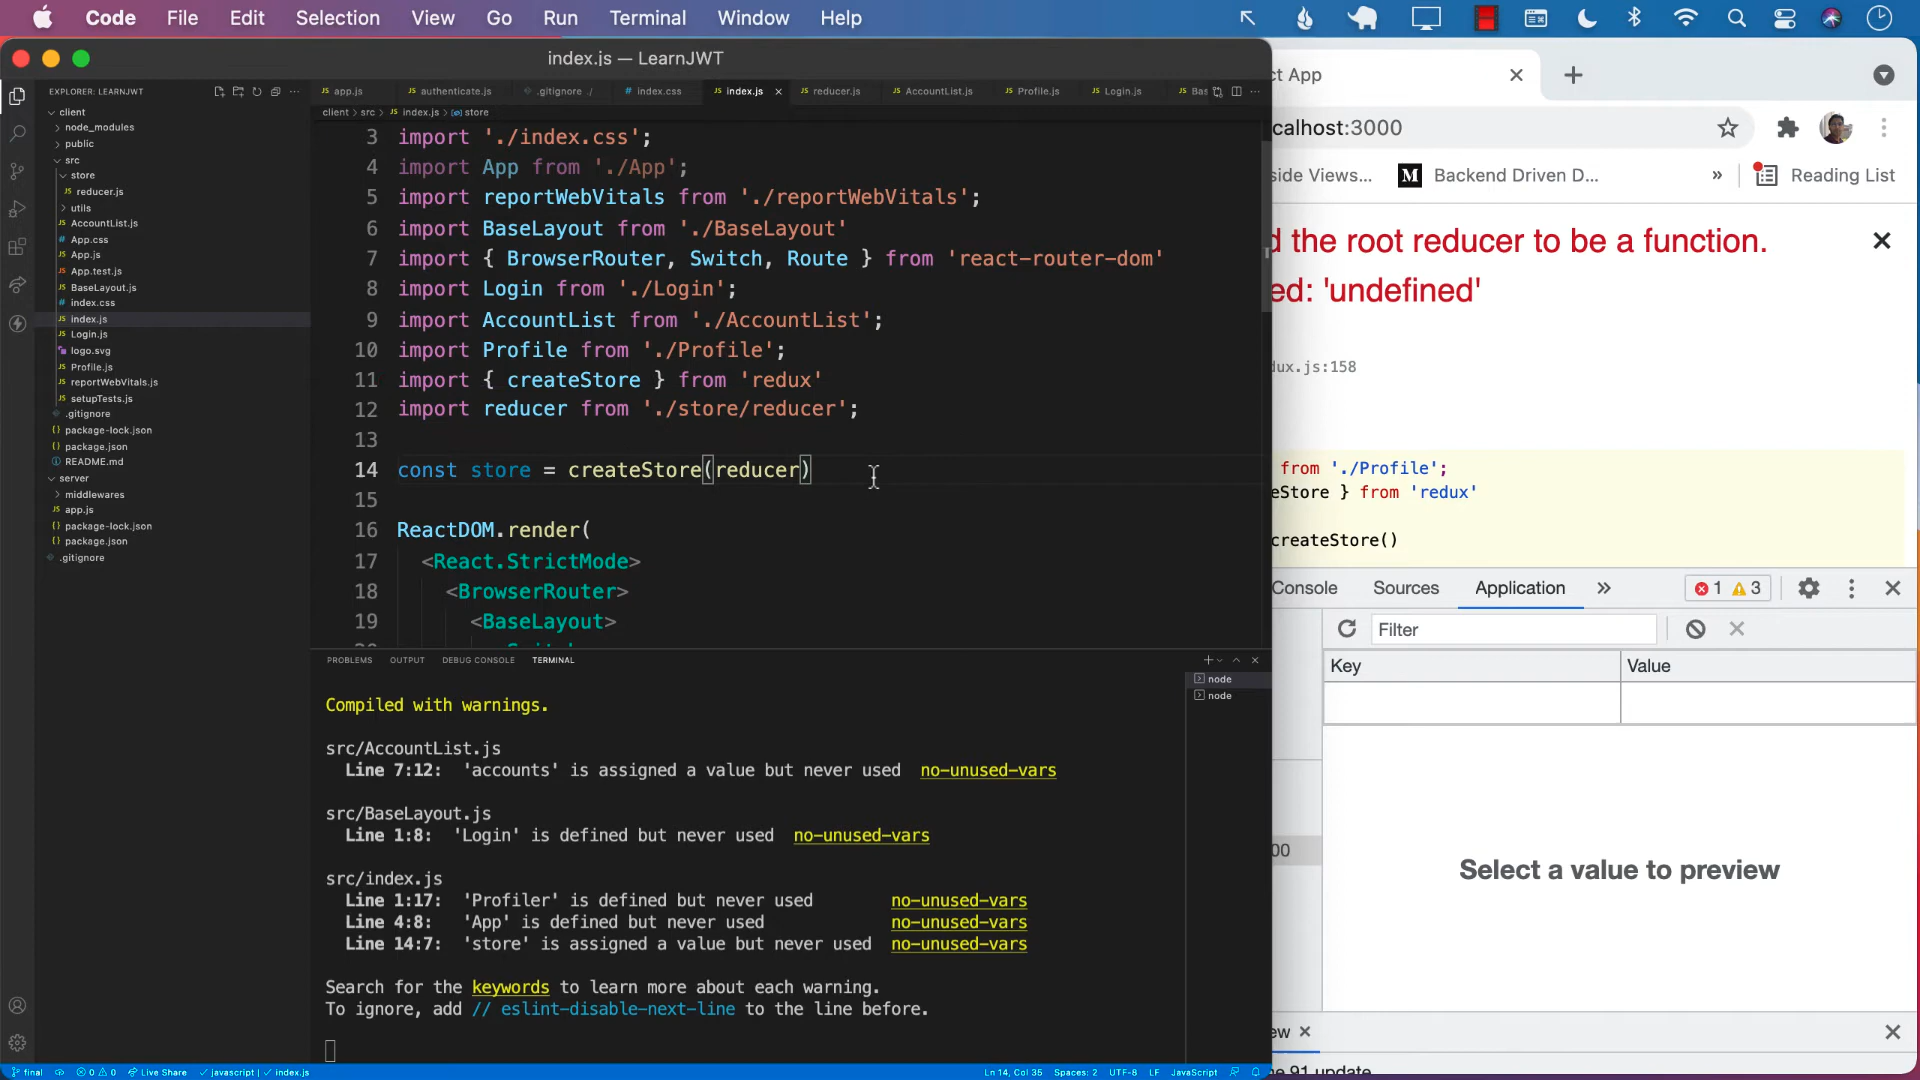 Code File Edit Selection View Go Run Terminal Window Help
index.js — LearnJWT
EXPLORER: LEARNJWT
client
node_modules
public
src
store
reducer.js
utils
AccountList.js
App.css
App.js
App.test.js
BaseLayout.js
index.css
index.js
Login.js
logo.svg
Profile.js
reportWebVitals.js
setupTests.js
.gitignore
package-lock.json
package.json
README.md
server
middlewares
app.js
package-lock.json
package.json
.gitignore
app.js authenticate.js .gitignore ./ index.css index.js reducer.js AccountList.js Profile.js Login.js Bas
client > src > index.js > store
3 import './index.css';
4 import App from './App';
5 import reportWebVitals from './reportWebVitals';
6 import BaseLayout from './BaseLayout'
7 import { BrowserRouter, Switch, Route } from 'react-router-dom'
8 import Login from './Login';
9 import AccountList from './AccountList';
10 import Profile from './Profile';
11 import { createStore } from 'redux'
12 import reducer from './store/reducer';
13
14 const store = createStore(reducer)
15
16 ReactDOM.render(
17 <React.StrictMode>
18 <BrowserRouter>
19 <BaseLayout>
PROBLEMS OUTPUT DEBUG CONSOLE TERMINAL
node
node
Compiled with warnings.
src/AccountList.js
Line 7:12: 'accounts' is assigned a value but never used no-unused-vars
src/BaseLayout.js
Line 1:8: 'Login' is defined but never used no-unused-vars
src/index.js
Line 1:17: 'Profiler' is defined but never used no-unused-vars
Line 4:8: 'App' is defined but never used no-unused-vars
Line 14:7: 'store' is assigned a value but never used no-unused-vars
Search for the keywords to learn more about each warning.
To ignore, add // eslint-disable-next-line to the line before.
final 0 0 Live Share javascript | index.js Ln 14, Col 35 Spaces: 2 UTF-8 LF JavaScript
ct App
calhost:3000
side Views... M Backend Driven D... » Reading List
d the root reducer to be a function.
ed: 'undefined'
dux.js:158
from './Profile';
eStore } from 'redux'
createStore()
Console Sources Application » 1 3
Filter
Key Value
00
Select a value to preview
ew